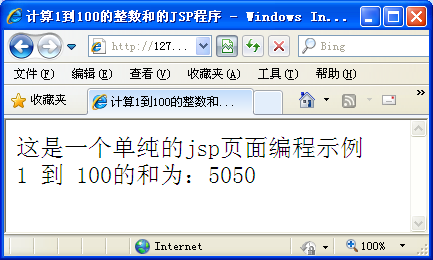 计算1到100的整数和的JSP程序 - Windows In...
http://127...
Bing
文件(F) 编辑(E) 查看(V) 收藏夹(A) 工具(T) 帮助(H)
收藏夹 计算1到100的整数和...
这是一个单纯的jsp页面编程示例
1 到 100的和为：5050
Internet 100%